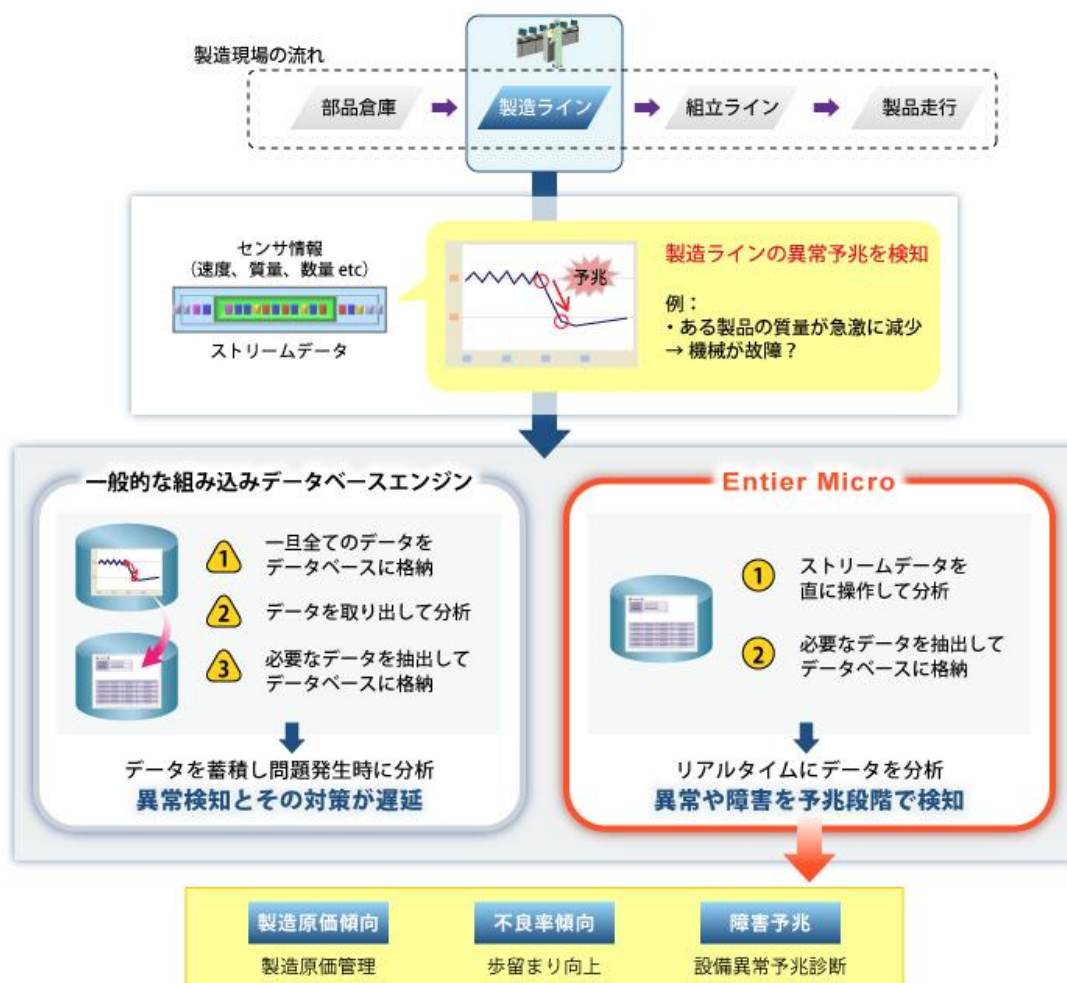 製造現場の流れ
部品倉庫
製造ライン
組立ライン
製品走行
センサ情報
（速度、質量、数量 etc）
ストリームデータ
予兆
製造ラインの異常予兆を検知
例：
・ある製品の質量が急激に減少
→ 機械が故障？
一般的な組み込みデータベースエンジン
1
一旦全てのデータを
データベースに格納
2
データを取り出して分析
3
必要なデータを抽出して
データベースに格納
データを蓄積し問題発生時に分析
異常検知とその対策が遅延
Entier Micro
1
ストリームデータを
直に操作して分析
2
必要なデータを抽出して
データベースに格納
リアルタイムにデータを分析
異常や障害を予兆段階で検知
製造原価傾向
製造原価管理
不良率傾向
歩留まり向上
障害予兆
設備異常予兆診断